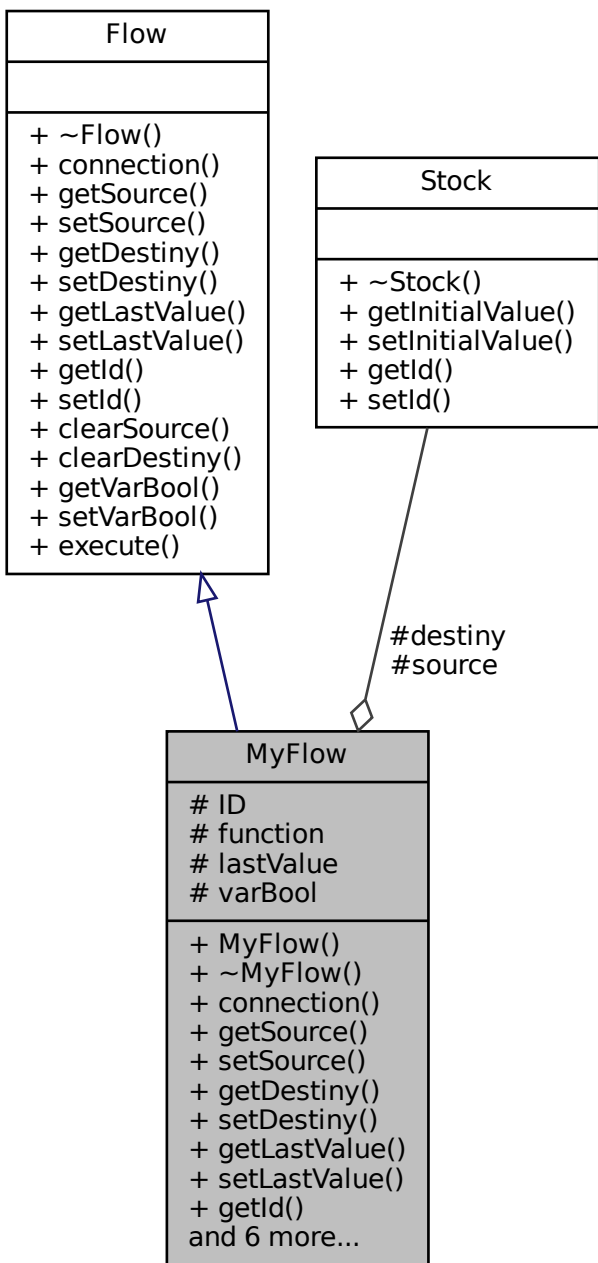 Flow
+ ~Flow()
+ connection()
+ getSource()
+ setSource()
+ getDestiny()
+ setDestiny()
+ getLastValue()
+ setLastValue()
+ getId()
+ setId()
+ clearSource()
+ clearDestiny()
+ getVarBool()
+ setVarBool()
+ execute()
Stock
+ ~Stock()
+ getInitialValue()
+ setInitialValue()
+ getId()
+ setId()
#destiny
#source
MyFlow
# ID
# function
# lastValue
# varBool
+ MyFlow()
+ ~MyFlow()
+ connection()
+ getSource()
+ setSource()
+ getDestiny()
+ setDestiny()
+ getLastValue()
+ setLastValue()
+ getId()
and 6 more...